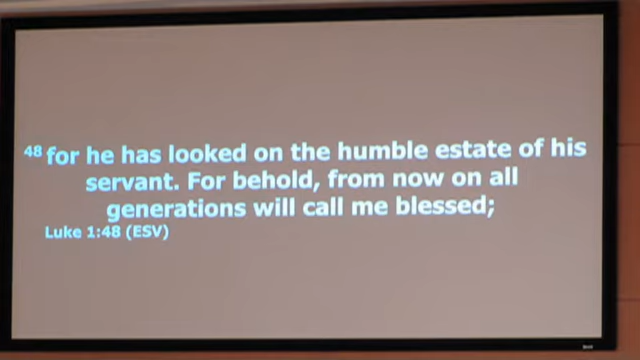 48 for he has looked on the humble estate of his
servant. For behold, from now on all
generations will call me blessed;
Luke 1:48 (ESV)